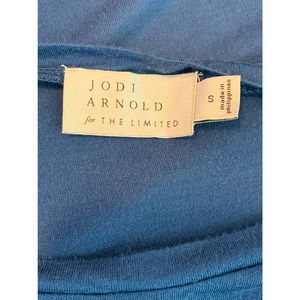 JODI
ARNOLD
for THE LIMITED
S
made in
philippines